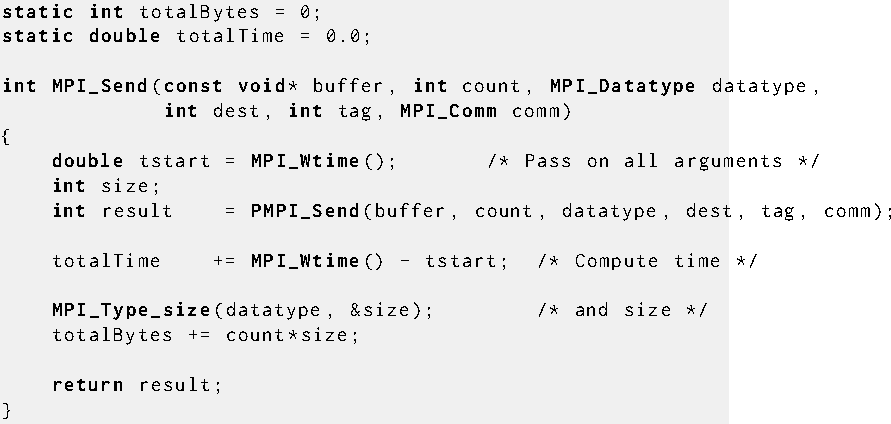 static int totalBytes = 0;
static double totalTime = 0.0;

int MPI_Send(const void* buffer, int count, MPI_Datatype datatype,
             int dest, int tag, MPI_Comm comm)
{
    double tstart = MPI_Wtime();       /* Pass on all arguments */
    int size;
    int result    = PMPI_Send(buffer, count, datatype, dest, tag, comm);

    totalTime    += MPI_Wtime() - tstart;  /* Compute time */

    MPI_Type_size(datatype, &size);        /* and size */
    totalBytes += count*size;

    return result;
}